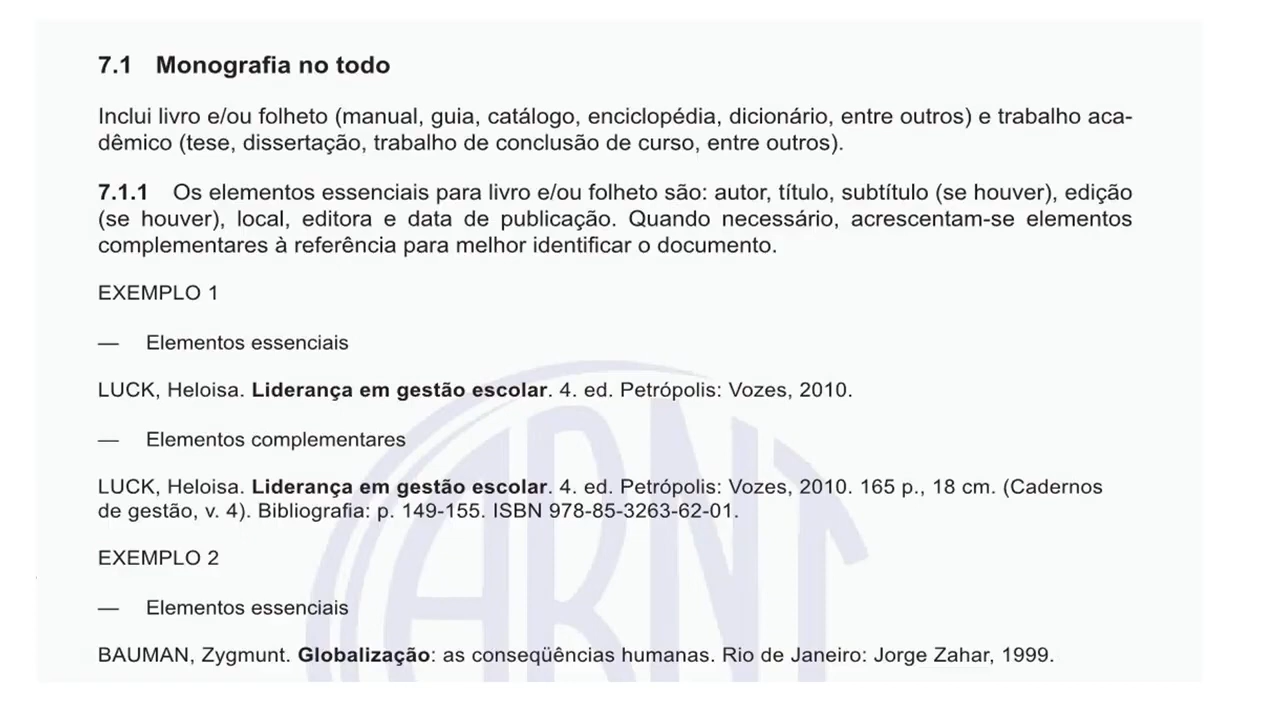 7.1 Monografia no todo
Inclui livro e/ou folheto (manual, guia, catálogo, enciclopédia, dicionário, entre outros) e trabalho aca-
dêmico (tese, dissertação, trabalho de conclusão de curso, entre outros).
7.1.1 Os elementos essenciais para livro e/ou folheto são: autor, título, subtítulo (se houver), edição
(se houver), local, editora e data de publicação. Quando necessário, acrescentam-se elementos
complementares à referência para melhor identificar o documento.
EXEMPLO 1
— Elementos essenciais
LUCK, Heloisa. Liderança em gestão escolar. 4. ed. Petrópolis: Vozes, 2010.
— Elementos complementares
LUCK, Heloisa. Liderança em gestão escolar. 4. ed. Petrópolis: Vozes, 2010. 165 p., 18 cm. (Cadernos
de gestão, v. 4). Bibliografia: p. 149-155. ISBN 978-85-3263-62-01.
EXEMPLO 2
— Elementos essenciais
BAUMAN, Zygmunt. Globalização: as conseqüências humanas. Rio de Janeiro: Jorge Zahar, 1999.
ABNT